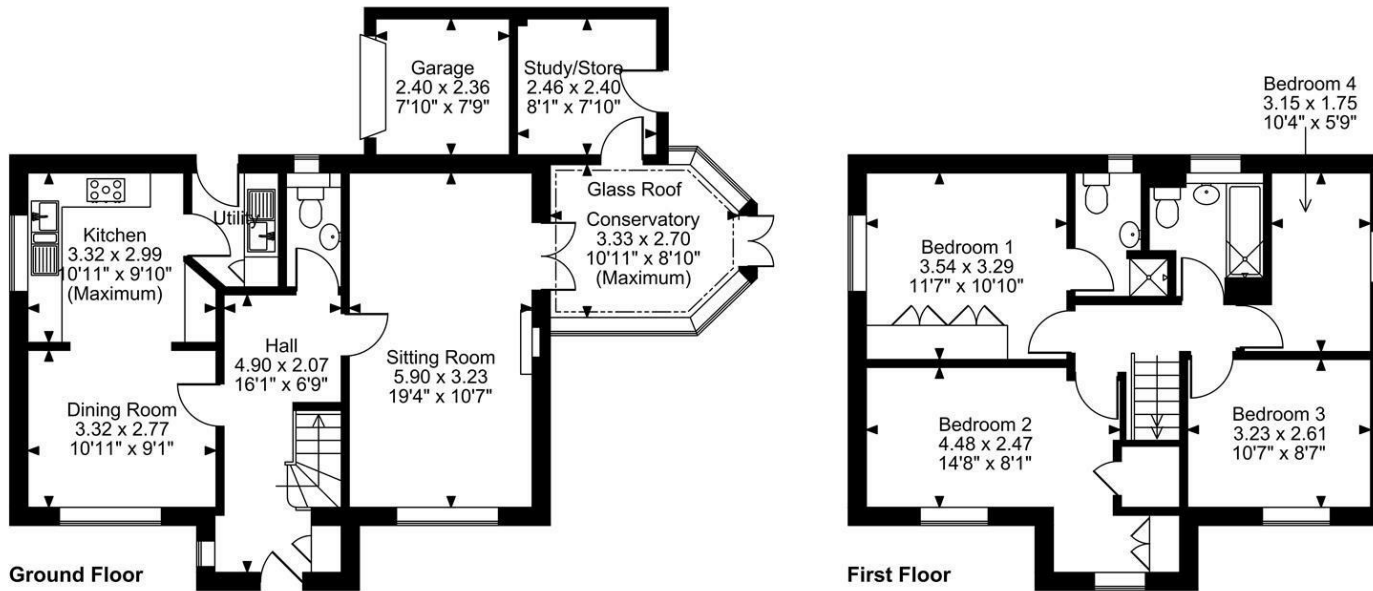 Garage
2.40 x 2.36
7'10" x 7'9"
Study/Store
2.46 x 2.40
8'1" x 7'10"
Glass Roof
Conservatory
3.33 x 2.70
10'11" x 8'10"
(Maximum)
Utility
Kitchen
3.32 x 2.99
10'11" x 9'10"
(Maximum)
Hall
4.90 x 2.07
16'1" x 6'9"
Sitting Room
5.90 x 3.23
19'4" x 10'7"
Dining Room
3.32 x 2.77
10'11" x 9'1"
Ground Floor
Bedroom 4
3.15 x 1.75
10'4" x 5'9"
Bedroom 1
3.54 x 3.29
11'7" x 10'10"
Bedroom 2
4.48 x 2.47
14'8" x 8'1"
Bedroom 3
3.23 x 2.61
10'7" x 8'7"
First Floor